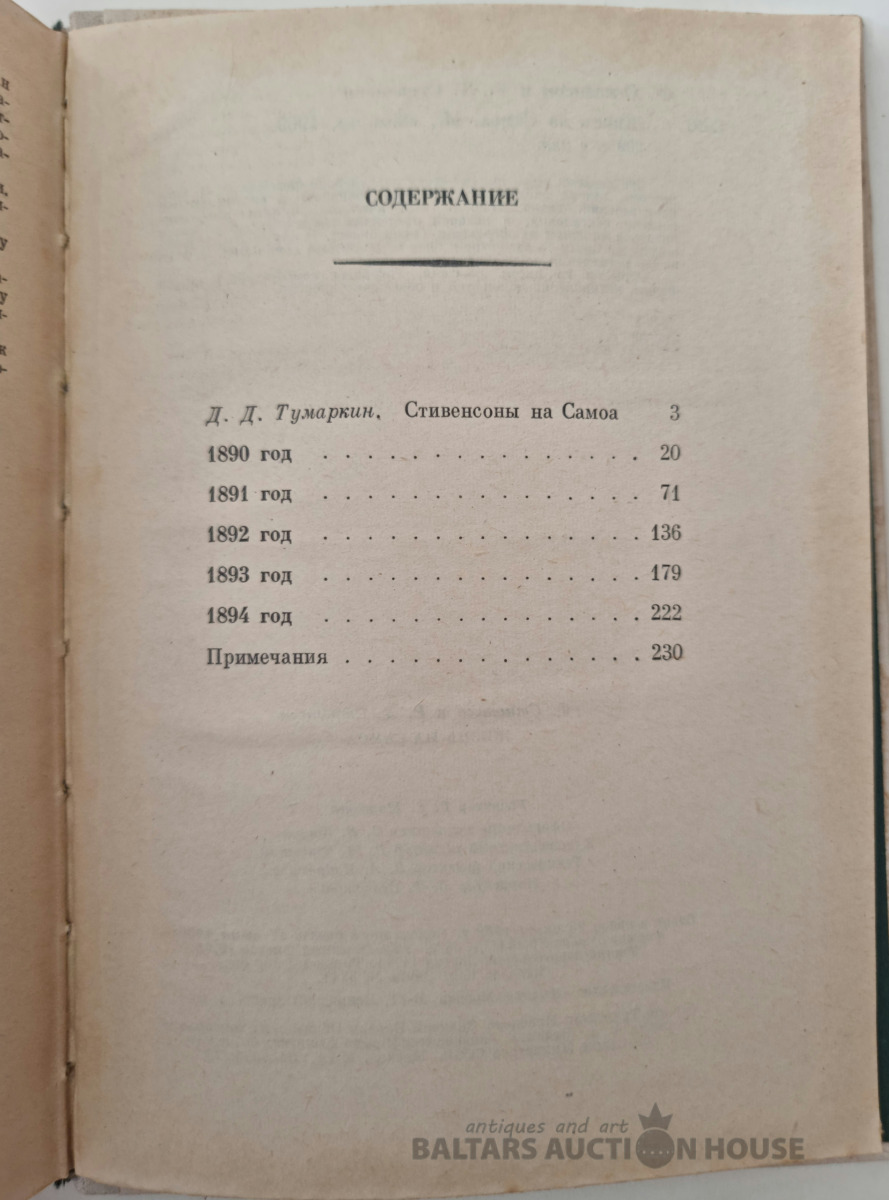 СОДЕРЖАНИЕ
Д. Д. Тумаркин. Стивенсоны на Самоа 3
1890 год . . . . . . . . . . . . . . . 20
1891 год . . . . . . . . . . . . . . . 71
1892 год . . . . . . . . . . . . . . . 136
1893 год . . . . . . . . . . . . . . . 179
1894 год . . . . . . . . . . . . . . . 222
Примечания . . . . . . . . . . . . . . 230
antiques and art
BALTARS AUCTION HOUSE